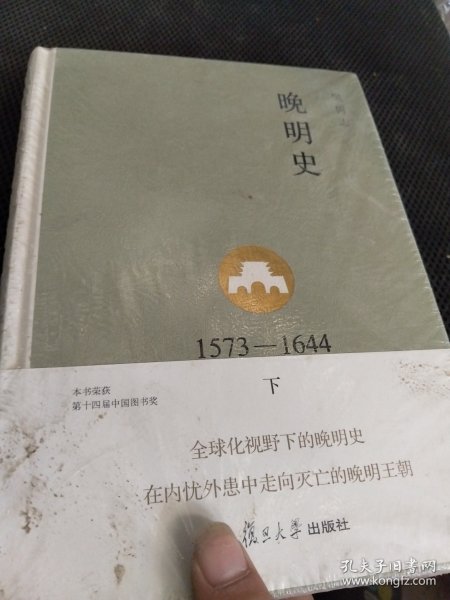 晚明史
1573—1644
下
本书荣获
第十四届中国图书奖
全球化视野下的晚明史
在内忧外患中走向灭亡的晚明王朝
復旦大学出版社
孔夫子旧书网
www.kongfz.com